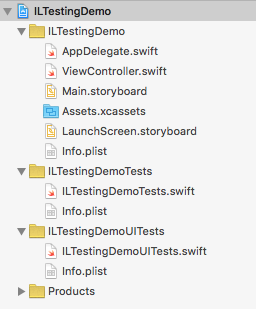 ILTestingDemo
ILTestingDemo
AppDelegate.swift
ViewController.swift
Main.storyboard
Assets.xcassets
LaunchScreen.storyboard
Info.plist
ILTestingDemoTests
ILTestingDemoTests.swift
Info.plist
ILTestingDemoUITests
ILTestingDemoUITests.swift
Info.plist
Products